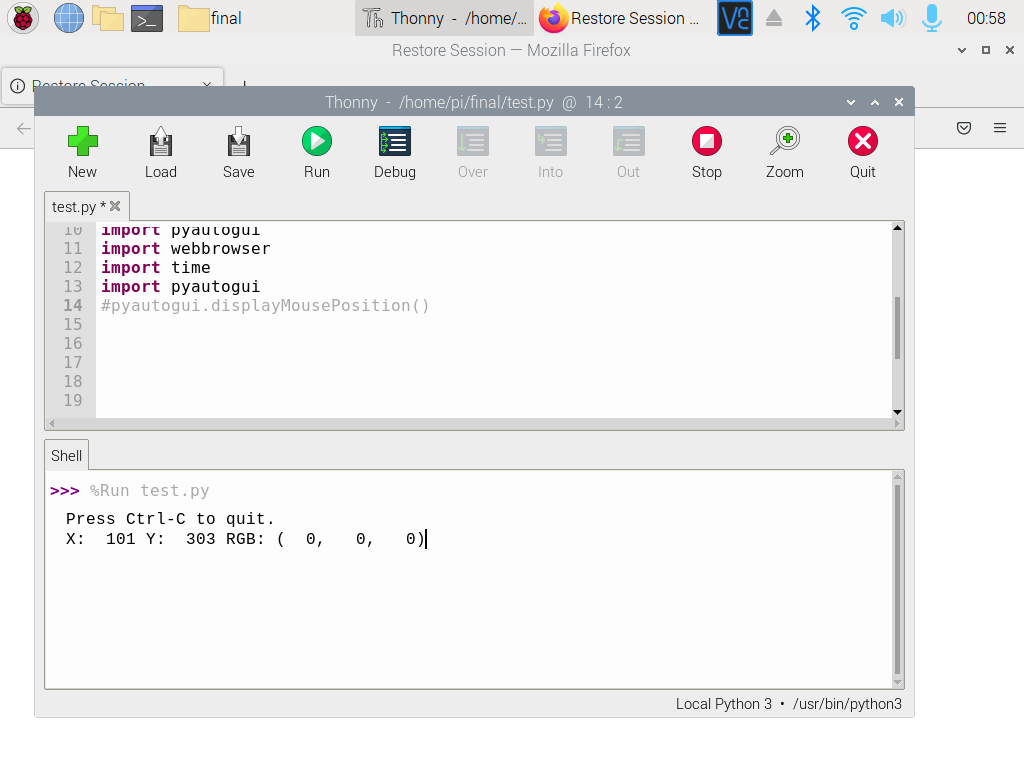 final
Thonny - /home/...
Restore Session ...
00:58
Restore Session — Mozilla Firefox
Restore Session
Thonny - /home/pi/final/test.py @ 14 : 2
New
Load
Save
Run
Debug
Over
Into
Out
Stop
Zoom
Quit
test.py *
10 import pyautogui
11 import webbrowser
12 import time
13 import pyautogui
14 #pyautogui.displayMousePosition()
15
16
17
18
19
Shell
>>> %Run test.py
Press Ctrl-C to quit.
X:  101 Y:  303 RGB: (  0,   0,   0)
Local Python 3 • /usr/bin/python3